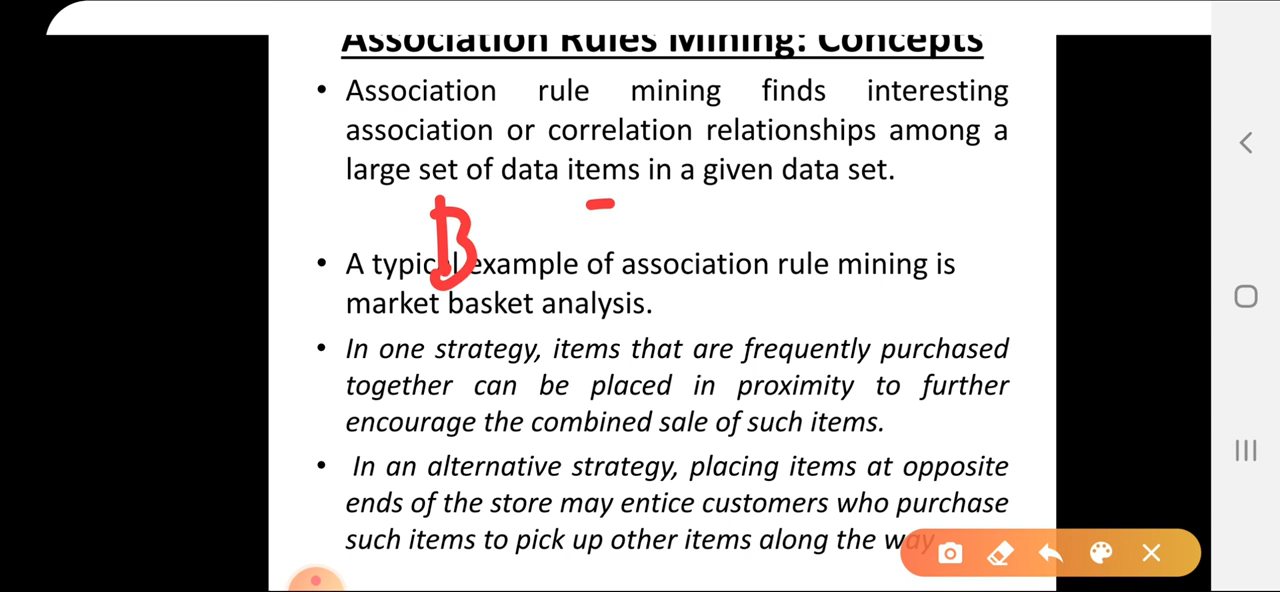 Association Rules Mining: Concepts
• Association rule mining finds interesting
association or correlation relationships among a
large set of data items in a given data set.
B
• A typical example of association rule mining is
market basket analysis.
• In one strategy, items that are frequently purchased
together can be placed in proximity to further
encourage the combined sale of such items.
• In an alternative strategy, placing items at opposite
ends of the store may entice customers who purchase
such items to pick up other items along the way